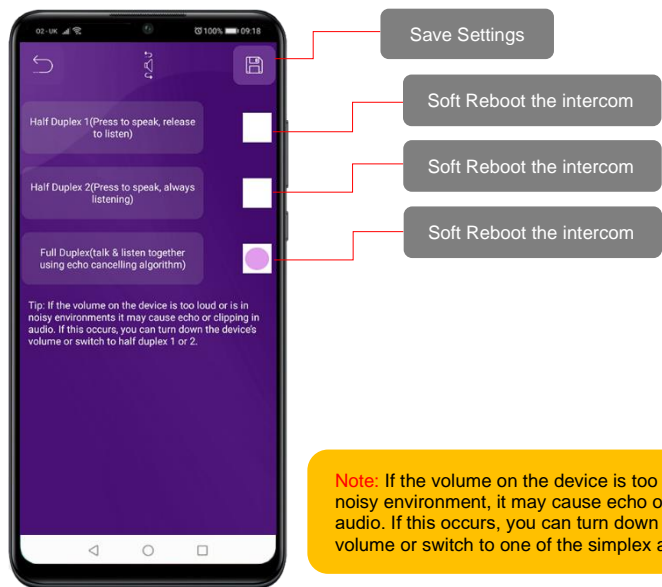 O2-UK
100% 09:18
Save Settings
Half Duplex 1(Press to speak, release
to listen)
Soft Reboot the intercom
Half Duplex 2(Press to speak, always
listening)
Soft Reboot the intercom
Full Duplex(talk & listen together
using echo cancelling algorithm)
Soft Reboot the intercom
Tip: If the volume on the device is too loud or is in
noisy environments it may cause echo or clipping in
audio. If this occurs, you can turn down the device's
volume or switch to half duplex 1 or 2.
Note: If the volume on the device is too
noisy environment, it may cause echo o
audio. If this occurs, you can turn down
volume or switch to one of the simplex a